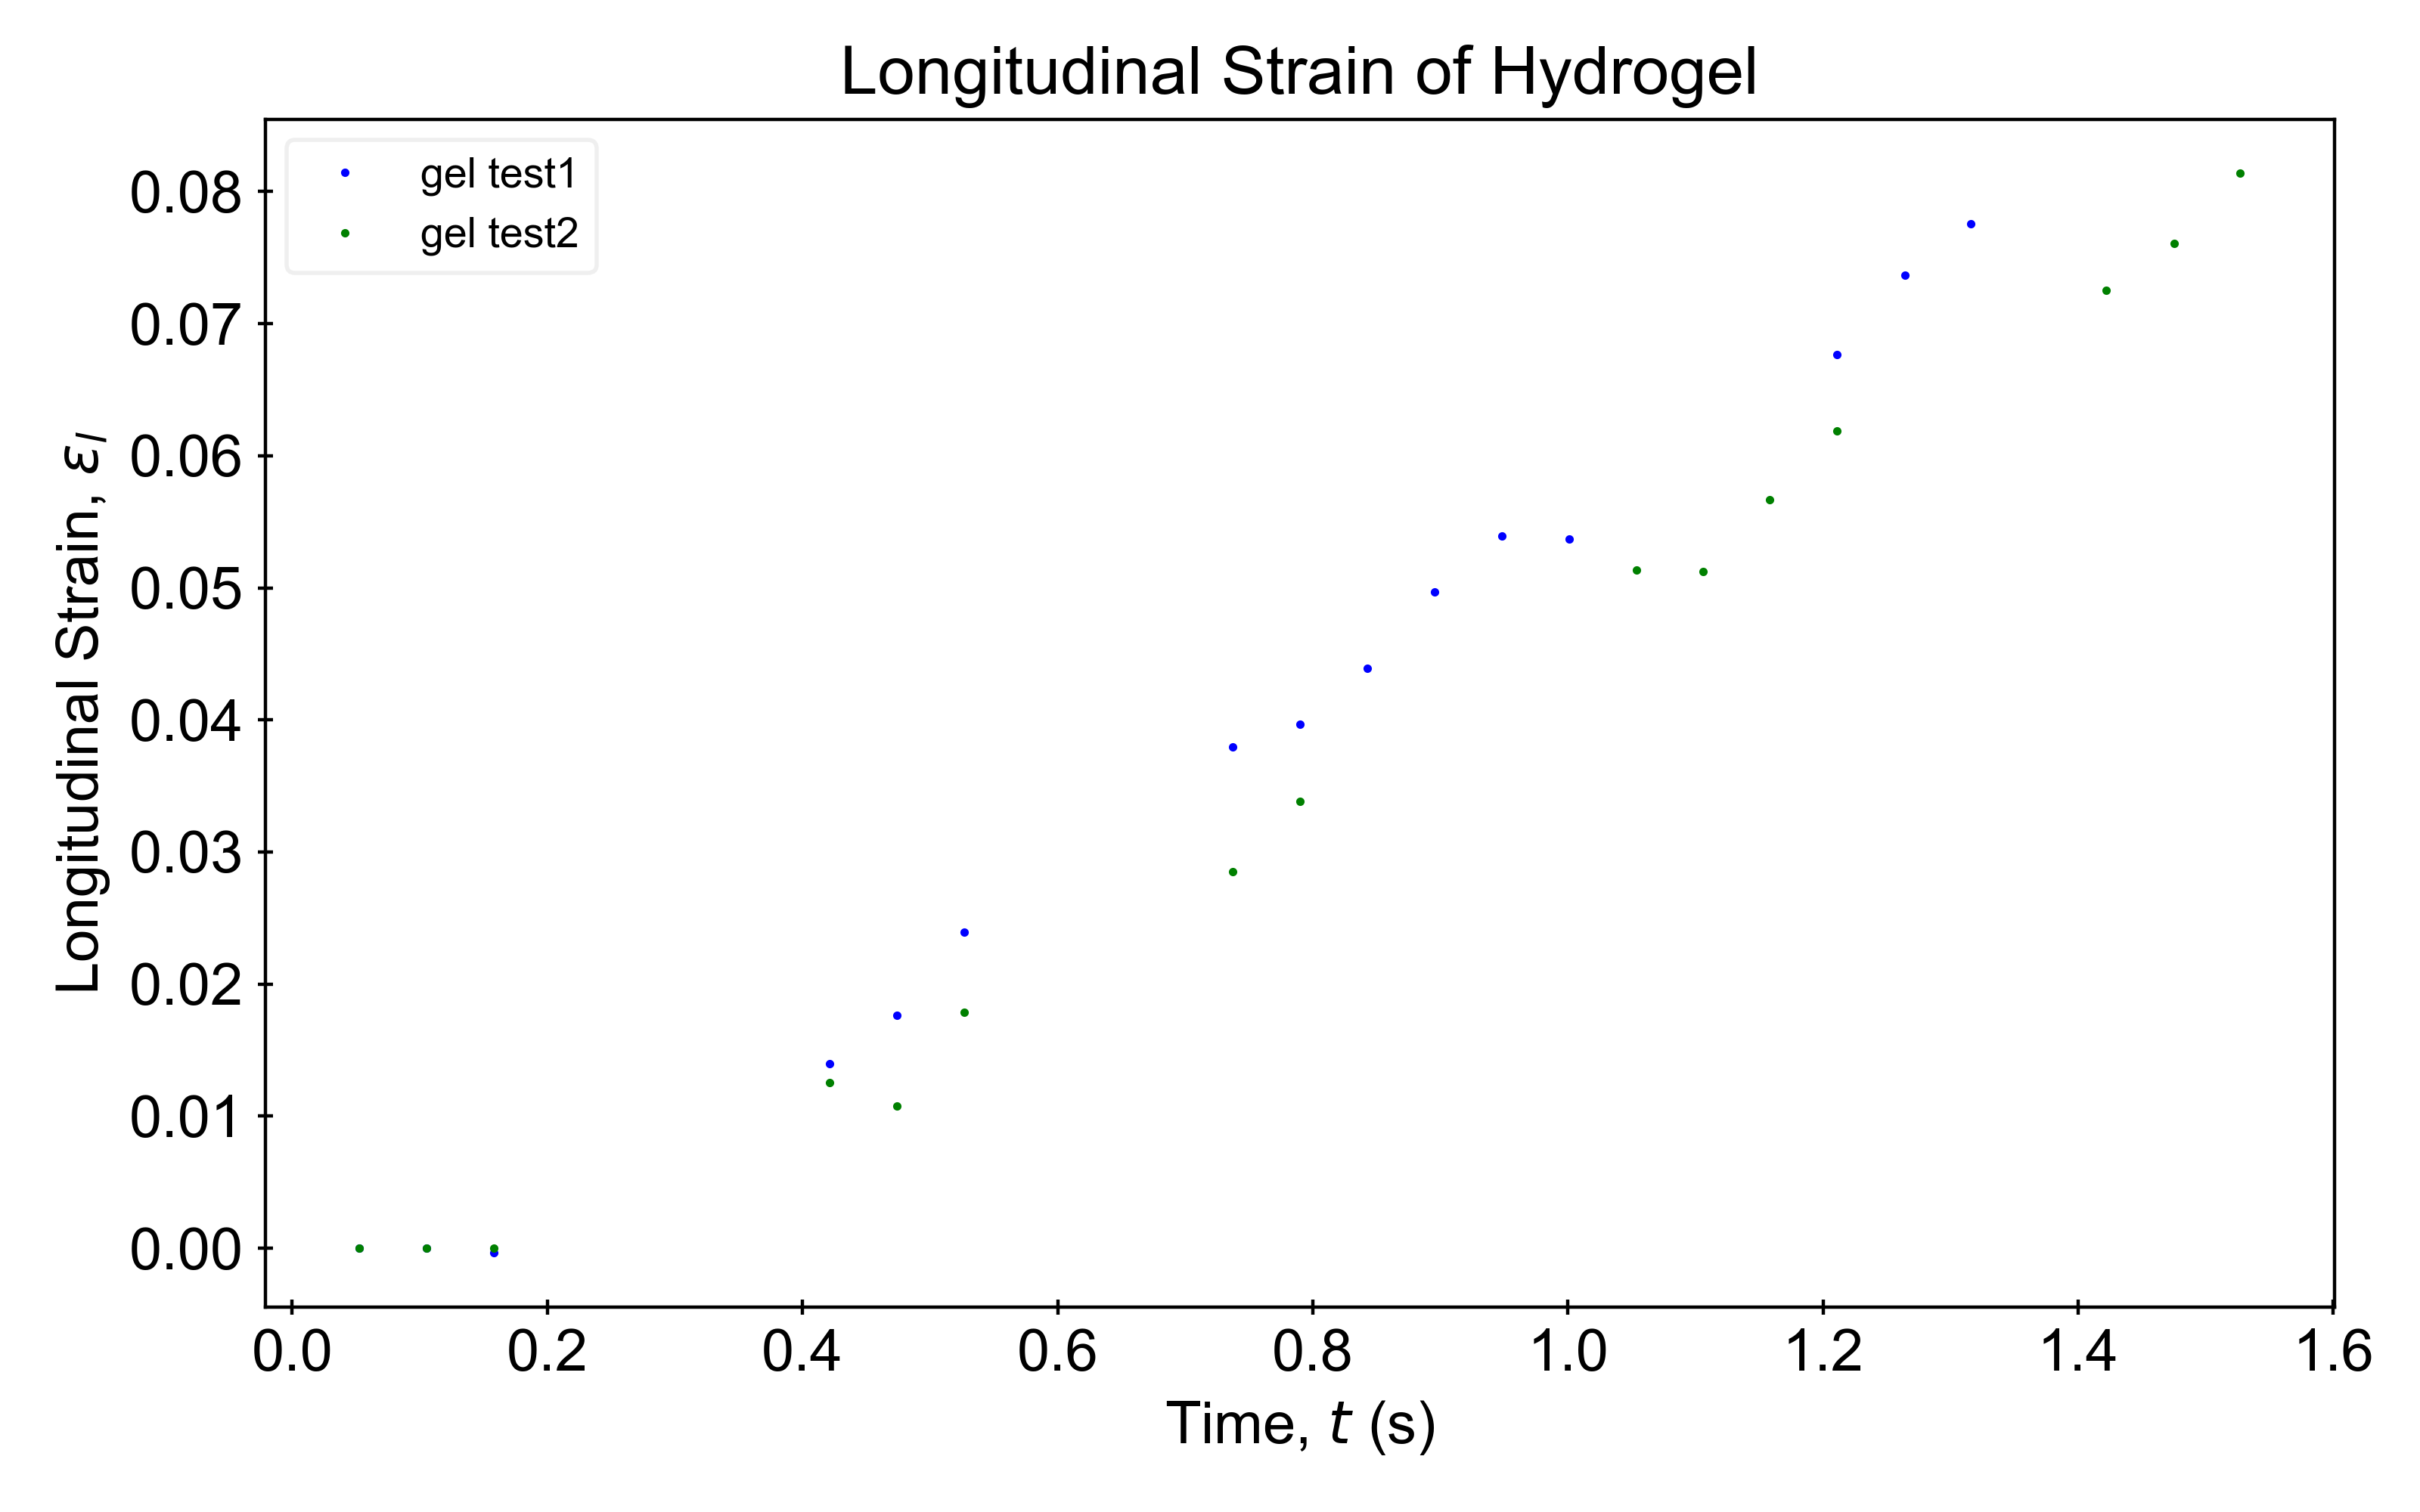 Longitudinal Strain of Hydrogel
gel test1
gel test2
0.08
0.07
0.06
0.05
0.04
0.03
0.02
0.01
0.00
Longitudinal Strain, εl
0.0 0.2 0.4 0.6 0.8 1.0 1.2 1.4 1.6
Time, t (s)